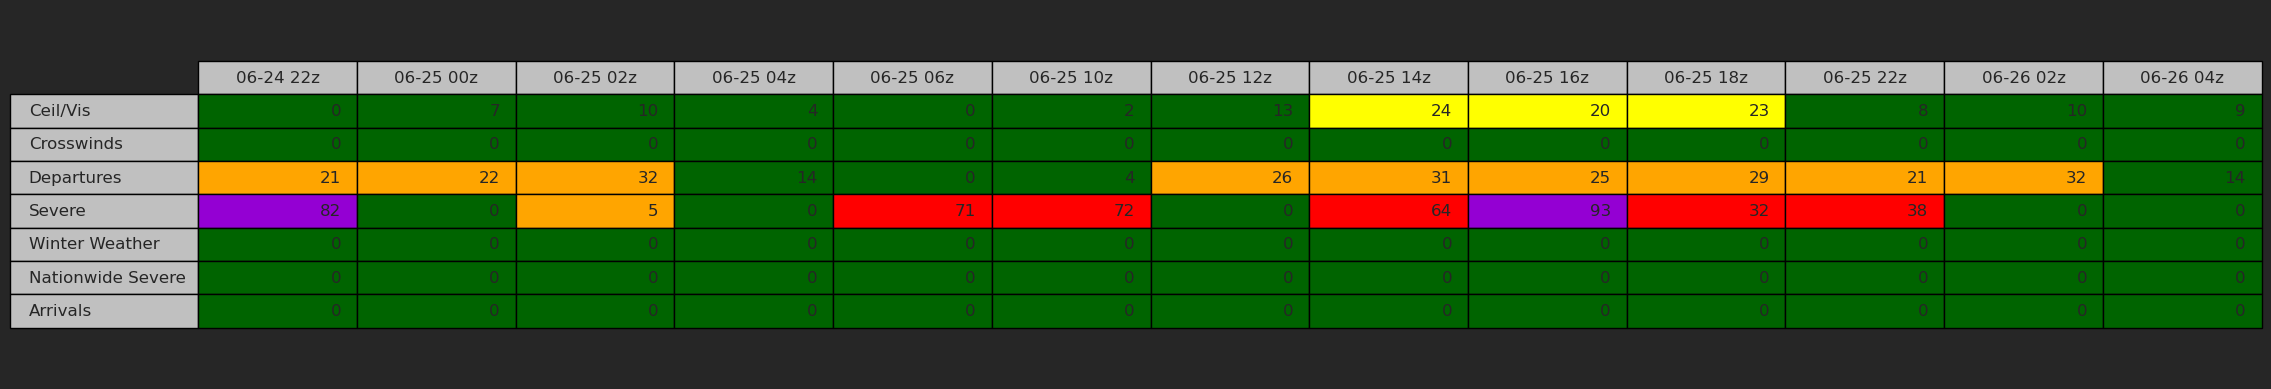 06-24 22z 06-25 00z 06-25 02z 06-25 04z 06-25 06z 06-25 10z 06-25 12z 06-25 14z 06-25 16z 06-25 18z 06-25 22z 06-26 02z 06-26 04z
Ceil/Vis 0 7 10 4 0 2 13 24 20 23 8 10 9
Crosswinds 0 0 0 0 0 0 0 0 0 0 0 0 0
Departures 21 22 32 14 0 4 26 31 25 29 21 32 14
Severe 82 0 5 0 71 72 0 64 93 32 38 0 0
Winter Weather 0 0 0 0 0 0 0 0 0 0 0 0 0
Nationwide Severe 0 0 0 0 0 0 0 0 0 0 0 0 0
Arrivals 0 0 0 0 0 0 0 0 0 0 0 0 0